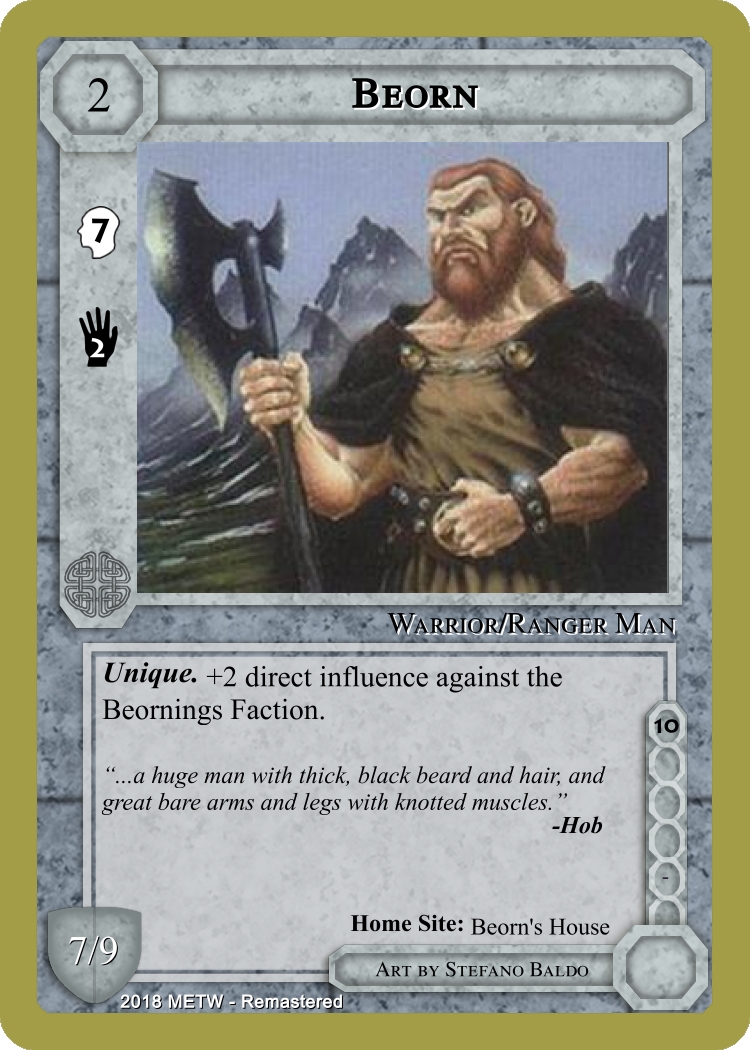 2
BEORN
7
2
WARRIOR/RANGER MAN
Unique. +2 direct influence against the
Beornings Faction.
“...a huge man with thick, black beard and hair, and
great bare arms and legs with knotted muscles.”
-Hob
10
-
Home Site: Beorn's House
7/9
ART BY STEFANO BALDO
2018 METW - Remastered